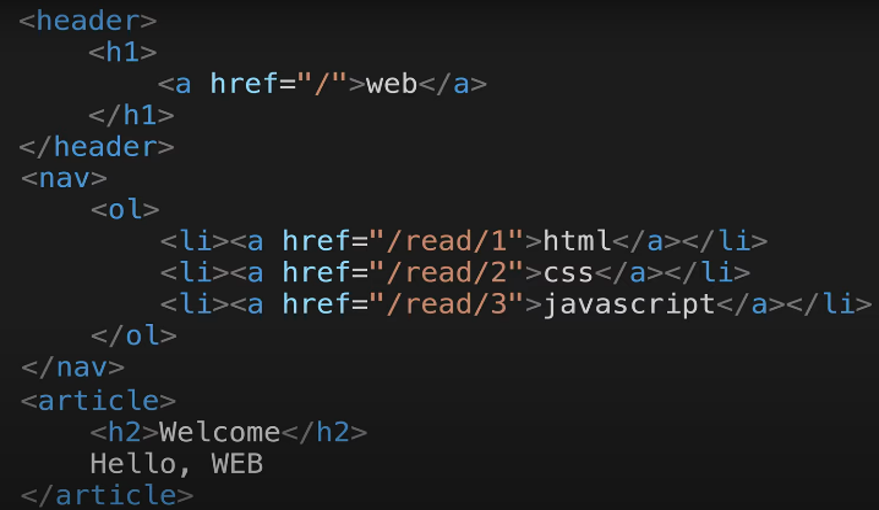 <header>
    <h1>
        <a href="/">web</a>
    </h1>
</header>
<nav>
    <ol>
        <li><a href="/read/1">html</a></li>
        <li><a href="/read/2">css</a></li>
        <li><a href="/read/3">javascript</a></li>
    </ol>
</nav>
<article>
    <h2>Welcome</h2>
    Hello, WEB
</article>